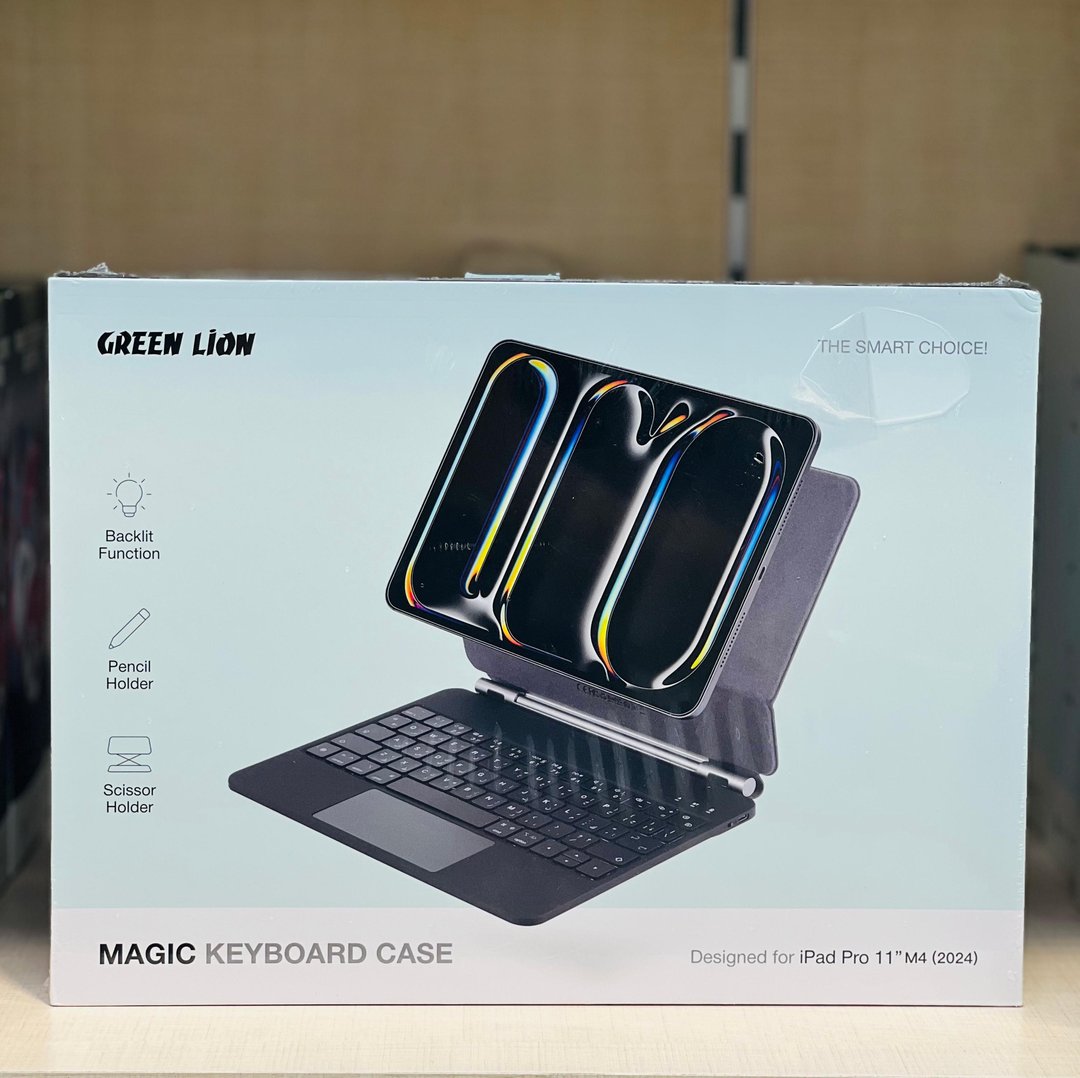 GREEN LION
THE SMART CHOICE!
Backlit
Function
Pencil
Holder
Scissor
Holder
MAGIC KEYBOARD CASE
Designed for iPad Pro 11” M4 (2024)